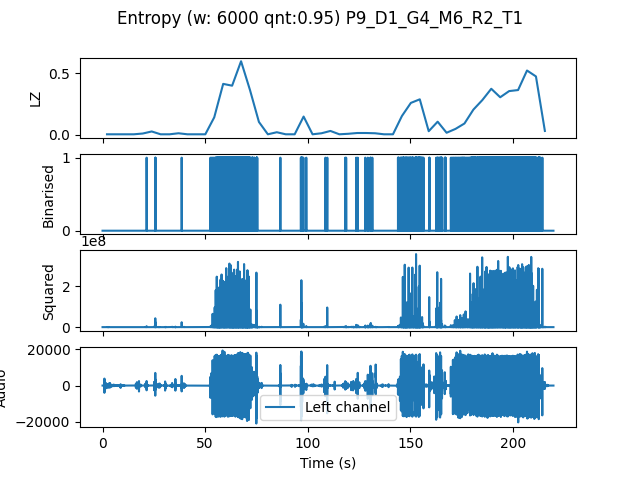 Entropy (w: 6000 qnt:0.95) P9_D1_G4_M6_R2_T1
0.5
LZ
0.0
1
Binarised
0
1e8
2
Squared
0
20000
Audio
0
Left channel
−20000
0 50 100 150 200
Time (s)